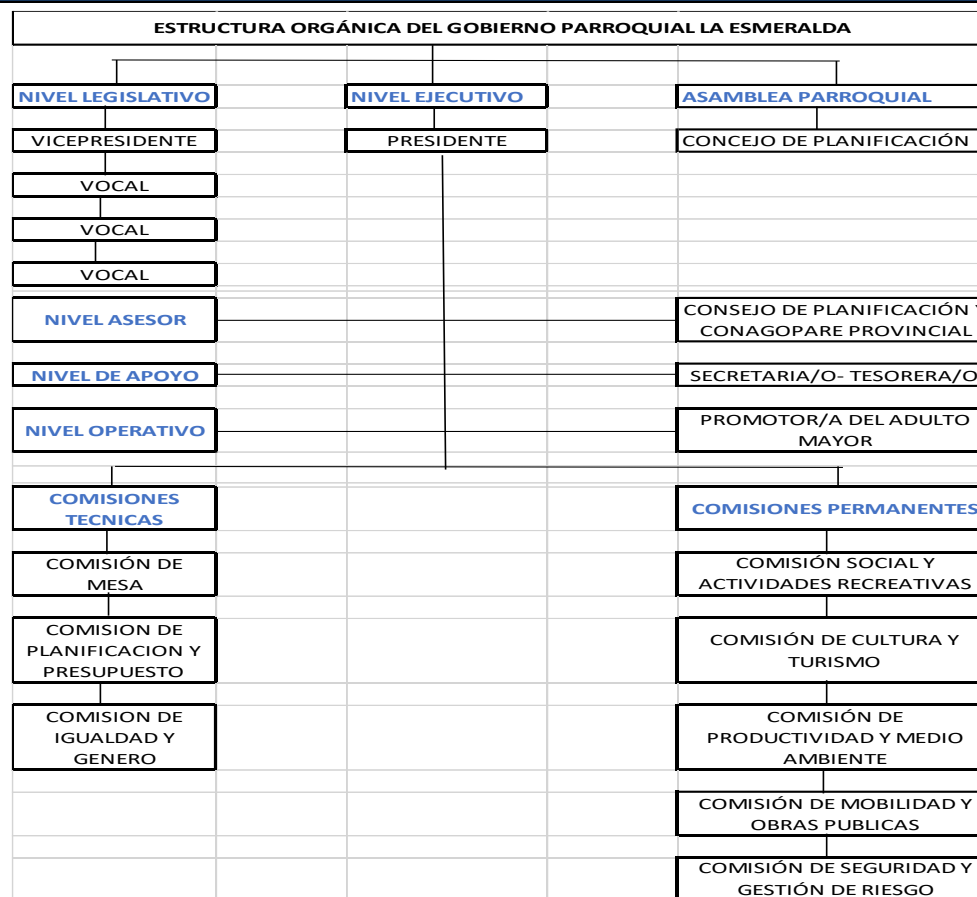 ESTRUCTURA ORGÁNICA DEL GOBIERNO PARROQUIAL LA ESMERALDA
NIVEL LEGISLATIVO
NIVEL EJECUTIVO
ASAMBLEA PARROQUIAL
VICEPRESIDENTE
PRESIDENTE
CONCEJO DE PLANIFICACIÓN
VOCAL
VOCAL
VOCAL
NIVEL ASESOR
CONSEJO DE PLANIFICACIÓN Y
CONAGOPARE PROVINCIAL
NIVEL DE APOYO
SECRETARIA/O- TESORERA/O
NIVEL OPERATIVO
PROMOTOR/A DEL ADULTO
MAYOR
COMISIONES
TECNICAS
COMISIONES PERMANENTES
COMISIÓN DE
MESA
COMISIÓN SOCIAL Y
ACTIVIDADES RECREATIVAS
COMISION DE
PLANIFICACION Y
PRESUPUESTO
COMISIÓN DE CULTURA Y
TURISMO
COMISION DE
IGUALDAD Y
GENERO
COMISIÓN DE
PRODUCTIVIDAD Y MEDIO
AMBIENTE
COMISIÓN DE MOBILIDAD Y
OBRAS PUBLICAS
COMISIÓN DE SEGURIDAD Y
GESTIÓN DE RIESGO